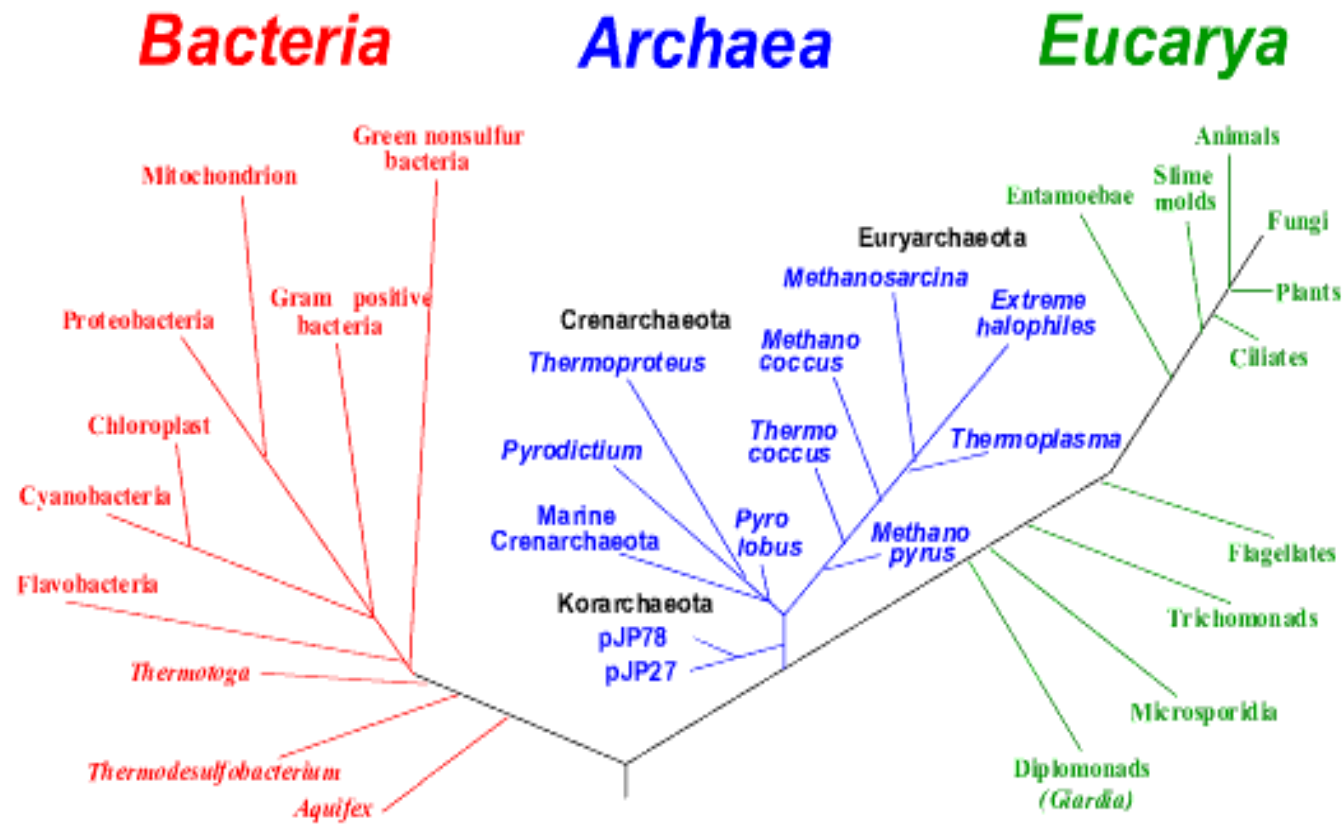 Bacteria
Archaea
Eucarya
Green nonsulfur
bacteria
Mitochondrion
Gram positive
bacteria
Proteobacteria
Chloroplast
Cyanobacteria
Flavobacteria
Thermotoga
Thermodesulfobacterium
Aquifex
Crenarchaeota
Thermoproteus
Pyrodictium
Marine
Crenarchaeota
Pyro
lobus
Korarchaeota
pJP78
pJP27
Euryarchaeota
Methanosarcina
Extreme
halophiles
Methano
coccus
Thermo
coccus
Thermoplasma
Methano
pyrus
Animals
Slime
molds
Entamoebae
Fungi
Plants
Ciliates
Flagellates
Trichomonads
Microsporidia
Diplomonads
(Giardia)